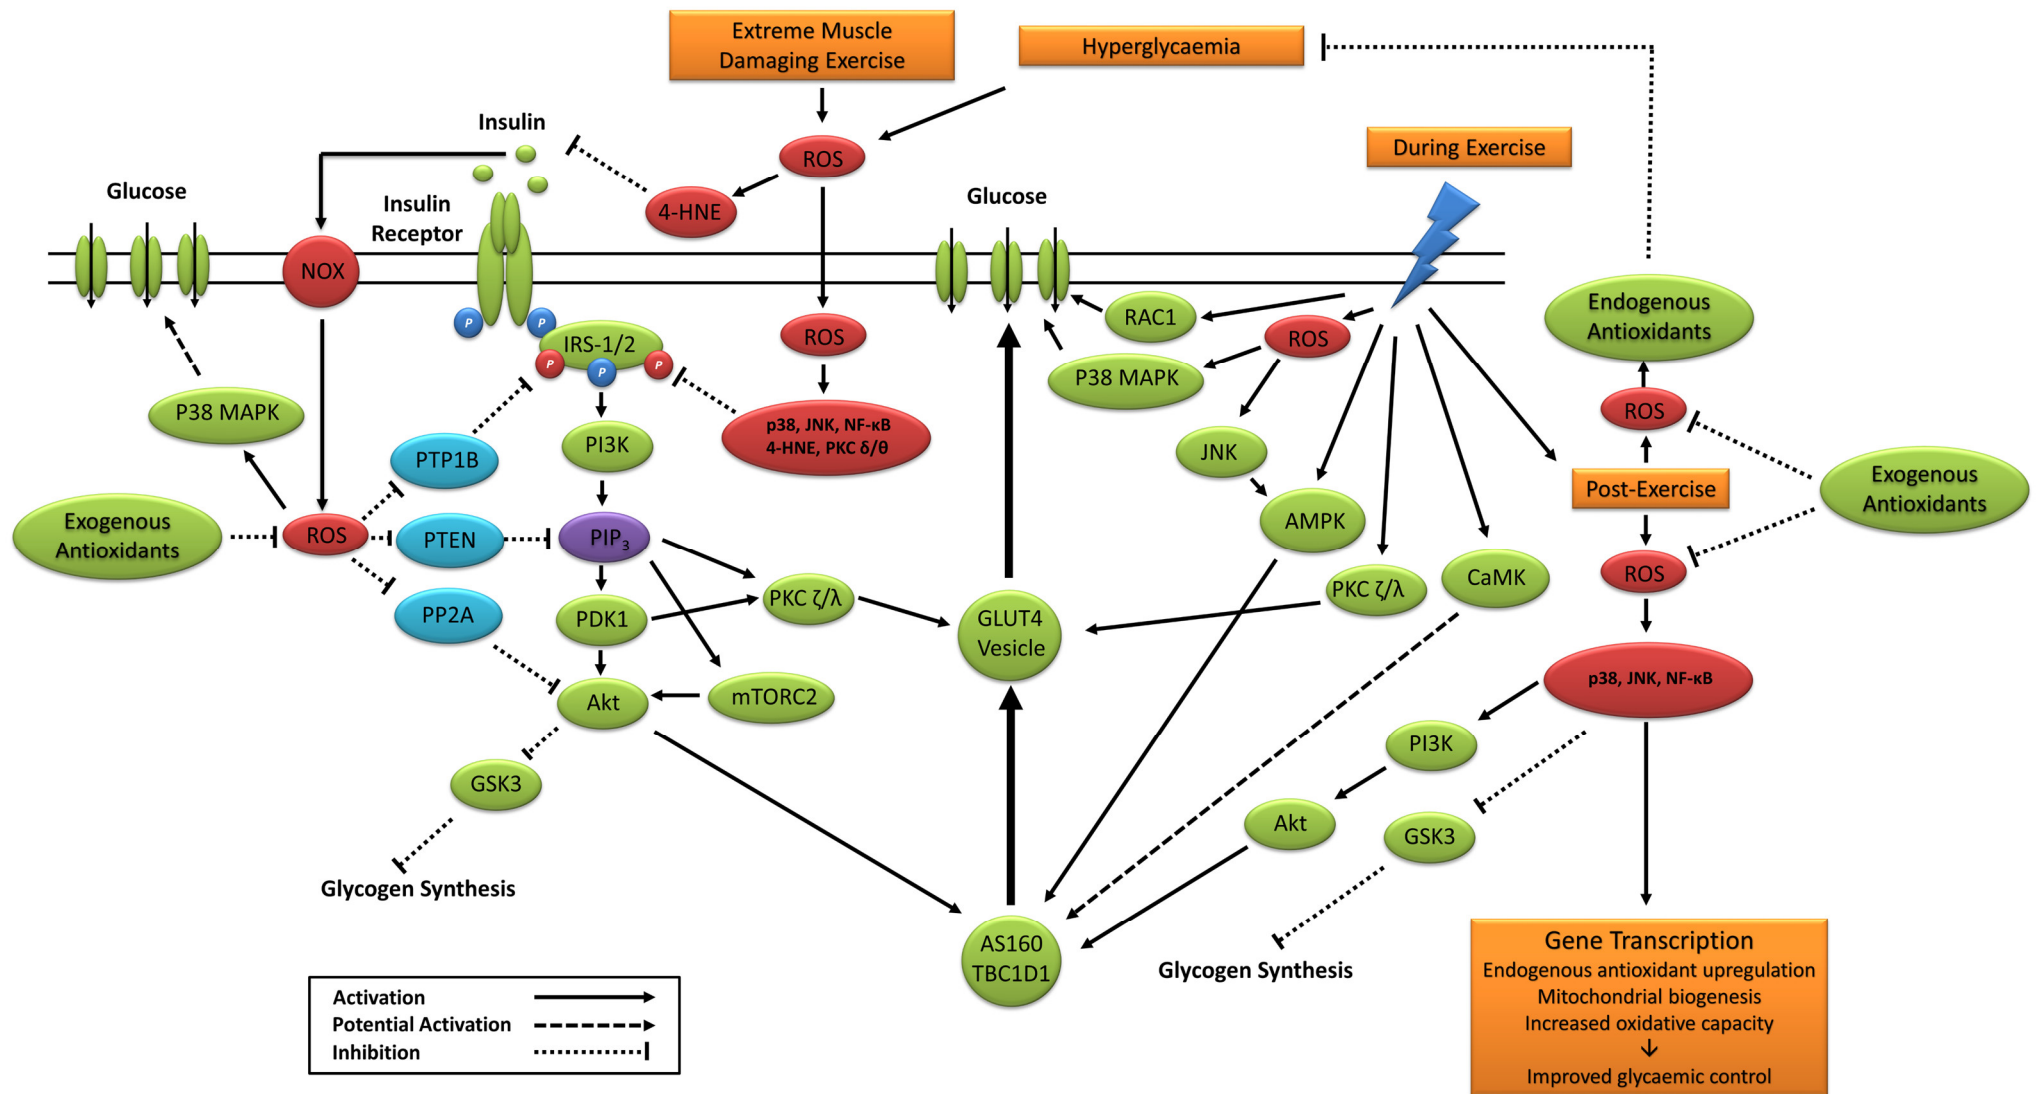 Extreme Muscle
Damaging Exercise
Hyperglycaemia
Insulin
ROS
During Exercise
Glucose
Insulin
Receptor
4-HNE
Glucose
NOX
RAC1
Endogenous
Antioxidants
P
P
IRS-1/2
P
P
P
ROS
ROS
P38 MAPK
P38 MAPK
ROS
p38, JNK, NF-κB
4-HNE, PKC δ/θ
PI3K
PTP1B
JNK
Post-Exercise
Exogenous
Antioxidants
Exogenous
Antioxidants
ROS
PTEN
PIP₃
AMPK
ROS
PP2A
PDK1
PKC ζ/λ
GLUT4
Vesicle
PKC ζ/λ
CaMK
Akt
mTORC2
p38, JNK, NF-κB
PI3K
GSK3
Akt
GSK3
Glycogen Synthesis
AS160
TBC1D1
Glycogen Synthesis
Gene Transcription
Endogenous antioxidant upregulation
Mitochondrial biogenesis
Increased oxidative capacity
↓
Improved glycaemic control
Activation
Potential Activation
Inhibition